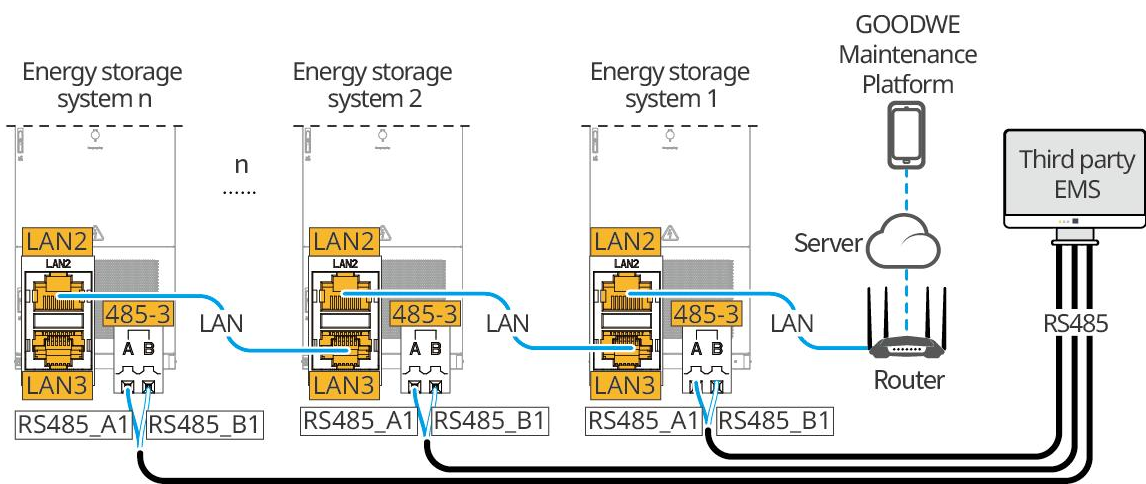 GOODWE
Maintenance
Platform
Energy storage
system n
Energy storage
system 2
Energy storage
system 1
n
......
Third party
EMS
Server
LAN2
LAN2
LAN2
LAN2
LAN2
LAN2
485-3
485-3
485-3
LAN
LAN
LAN
RS485
A B
A B
A B
Router
LAN3
LAN3
LAN3
RS485_A1
RS485_B1
RS485_A1
RS485_B1
RS485_A1
RS485_B1